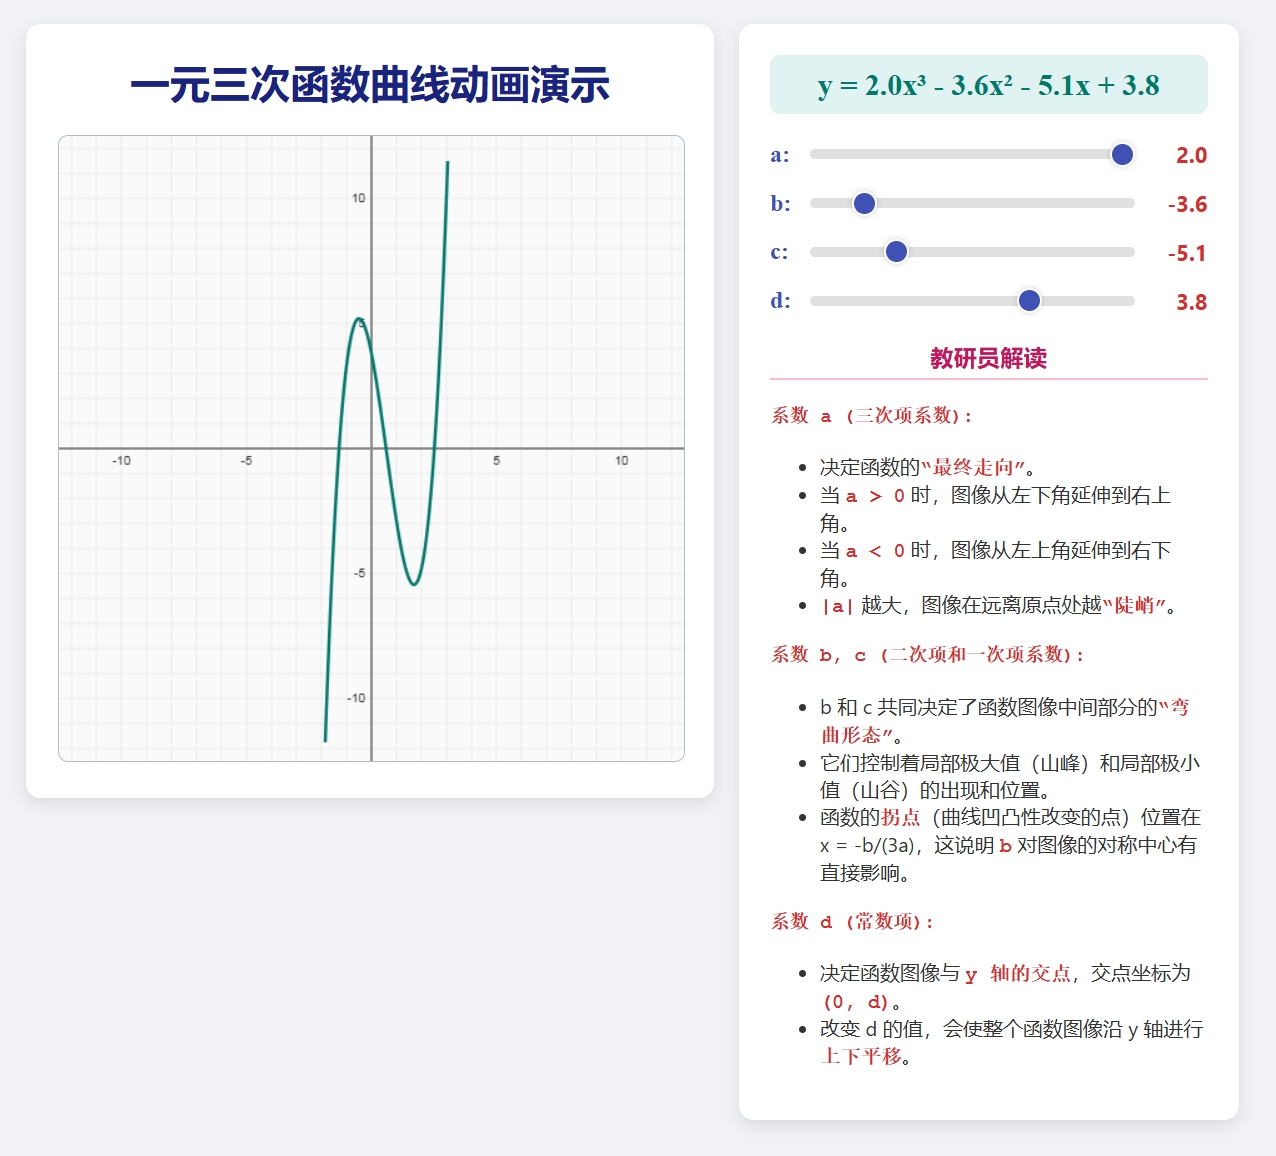 一元三次函数曲线动画演示
10
5
-10
-5
5
10
-5
-10
y = 2.0x³ - 3.6x² - 5.1x + 3.8
a: 2.0
b: -3.6
c: -5.1
d: 3.8
教研员解读
系数 a (三次项系数):
• 决定函数的“最终走向”。
• 当 a > 0 时，图像从左下角延伸到右上
角。
• 当 a < 0 时，图像从左上角延伸到右下
角。
• |a| 越大，图像在远离原点处越“陡峭”。
系数 b, c (二次项和一次项系数):
• b 和 c 共同决定了函数图像中间部分的“弯
曲形态”。
• 它们控制着局部极大值（山峰）和局部极小
值（山谷）的出现和位置。
• 函数的拐点（曲线凹凸性改变的点）位置在
x = -b/(3a)，这说明 b 对图像的对称中心有
直接影响。
系数 d (常数项):
• 决定函数图像与 y 轴的交点，交点坐标为
(0, d)。
• 改变 d 的值，会使整个函数图像沿 y 轴进行
上下平移。